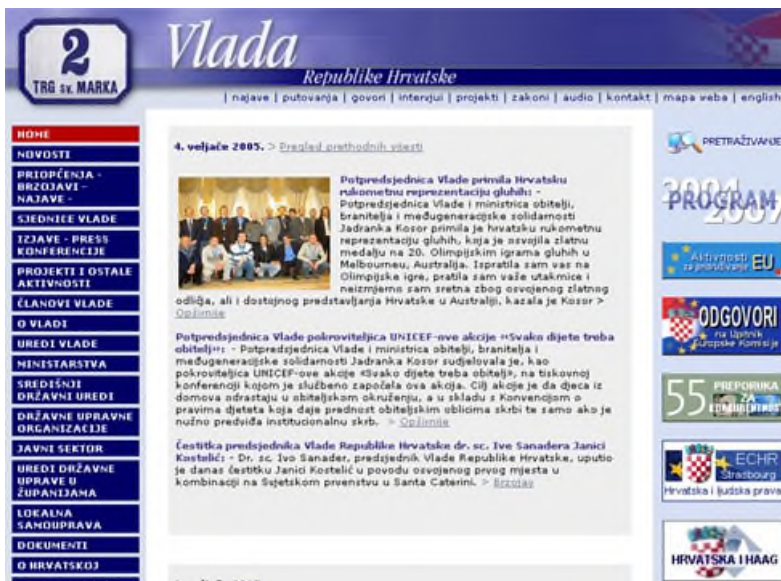 2
TRG sv. MARKA
Vlada
Republike Hrvatske
| najave | putovanja | govori | intervjui | projekti | zakoni | audio | kontakt | mapa weba | english
HOME
NOVOSTI
PRIOPĆENJA -
BRZOJAVI -
NAJAVE -
SJEDNICE VLADE
IZJAVE - PRESS
KONFERENCIJE
PROJEKTI I OSTALE
AKTIVNOSTI
ČLANOVI VLADE
O VLADI
UREDI VLADE
MINISTARSTVA
SREDIŠNJI
DRŽAVNI UREDI
DRŽAVNE UPRAVNE
ORGANIZACIJE
JAVNI SEKTOR
UREDI DRŽAVNE
UPRAVE U
ŽUPANIJAMA
LOKALNA
SAMOUPRAVA
DOKUMENTI
O HRVATSKOJ
4. veljače 2005. > Pregled prethodnih vijesti
Potpredsjednica Vlade primila Hrvatsku
rukometnu reprezentaciju gluhih: -
Potpredsjednica Vlade i ministrica obitelji,
branitelja i međugeneracijske solidarnosti
Jadranka Kosor primila je hrvatsku rukometnu
reprezentaciju gluhih, koja je osvojila zlatnu
medalju na 20. Olimpijskim igrama gluhih u
Melbourneu, Australija. Ispratila sam vas na
Olimpijske igre, pratila sam vaše utakmice i
neizmjerno sam sretna zbog osvojenog zlatnog
odličja, ali i dostojnog predstavljanja Hrvatske u Australiji, kazala je Kosor >
Opširnije
Potpredsjednica Vlade pokroviteljica UNICEF-ove akcije «Svako dijete treba
obitelj»: - Potpredsjednica Vlade i ministrica obitelji, branitelja i
međugeneracijske solidarnosti Jadranka Kosor sudjelovala je, kao
pokroviteljica UNICEF-ove akcije «Svako dijete treba obitelj», na tiskovnoj
konferenciji kojom je službeno započela ova akcija. Cilj akcije je da djeca iz
domova odrastaju u obiteljskom okruženju, a u skladu s Konvencijom o
pravima djeteta koja daje prednost obiteljskim oblicima skrbi te samo ako je
nužno predviđa institucionalnu skrb. > Opširnije
Čestitka predsjednika Vlade Republike Hrvatske dr. sc. Ive Sanadera Janici
Kostelić: - Dr. sc. Ivo Sanader, predsjednik Vlade Republike Hrvatske, uputio
je danas čestitku Janici Kostelić u povodu osvojenog prvog mjesta u
kombinaciji na Svjetskom prvenstvu u Santa Caterini. > Brzojav
PRETRAŽIVANJE
2004
PROGRAM
2007
Aktivnosti
za pridruživanje EU
ODGOVORI
na Upitnik
Europske Komisije
55 PREPORUKA
ZA
KONKURENTNOST
ECHR
Strasbourg
Hrvatska i ljudska prava
HRVATSKA I HAAG